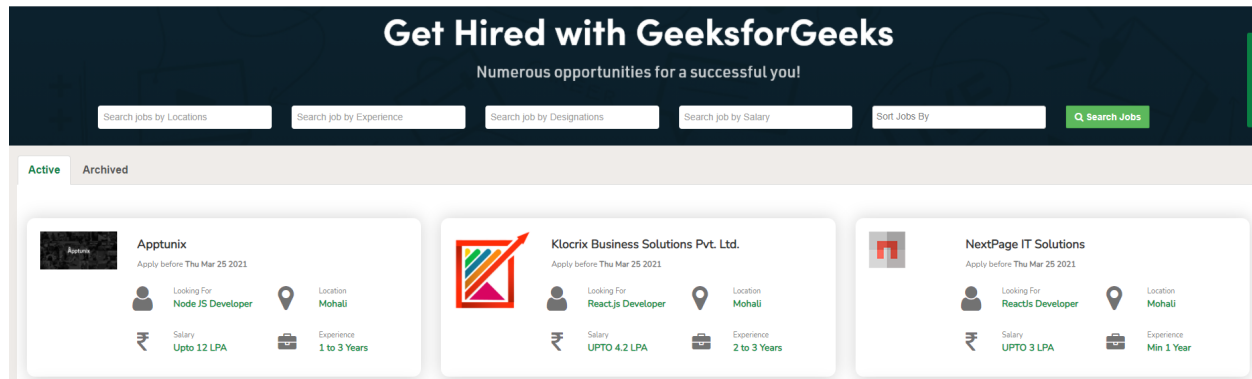 Get Hired with GeeksforGeeks
Numerous opportunities for a successful you!
Search jobs by Locations
Search job by Experience
Search job by Designations
Search job by Salary
Sort Jobs By
Search Jobs
Active
Archived
Apptunix
Apptunix
Apply before Thu Mar 25 2021
Looking For
Node JS Developer
Location
Mohali
₹
Salary
Upto 12 LPA
Experience
1 to 3 Years
Klocrix Business Solutions Pvt. Ltd.
Apply before Thu Mar 25 2021
Looking For
React.js Developer
Location
Mohali
₹
Salary
UPTO 4.2 LPA
Experience
2 to 3 Years
n
NextPage IT Solutions
Apply before Thu Mar 25 2021
Looking For
ReactJs Developer
Location
Mohali
₹
Salary
UPTO 3 LPA
Experience
Min 1 Year